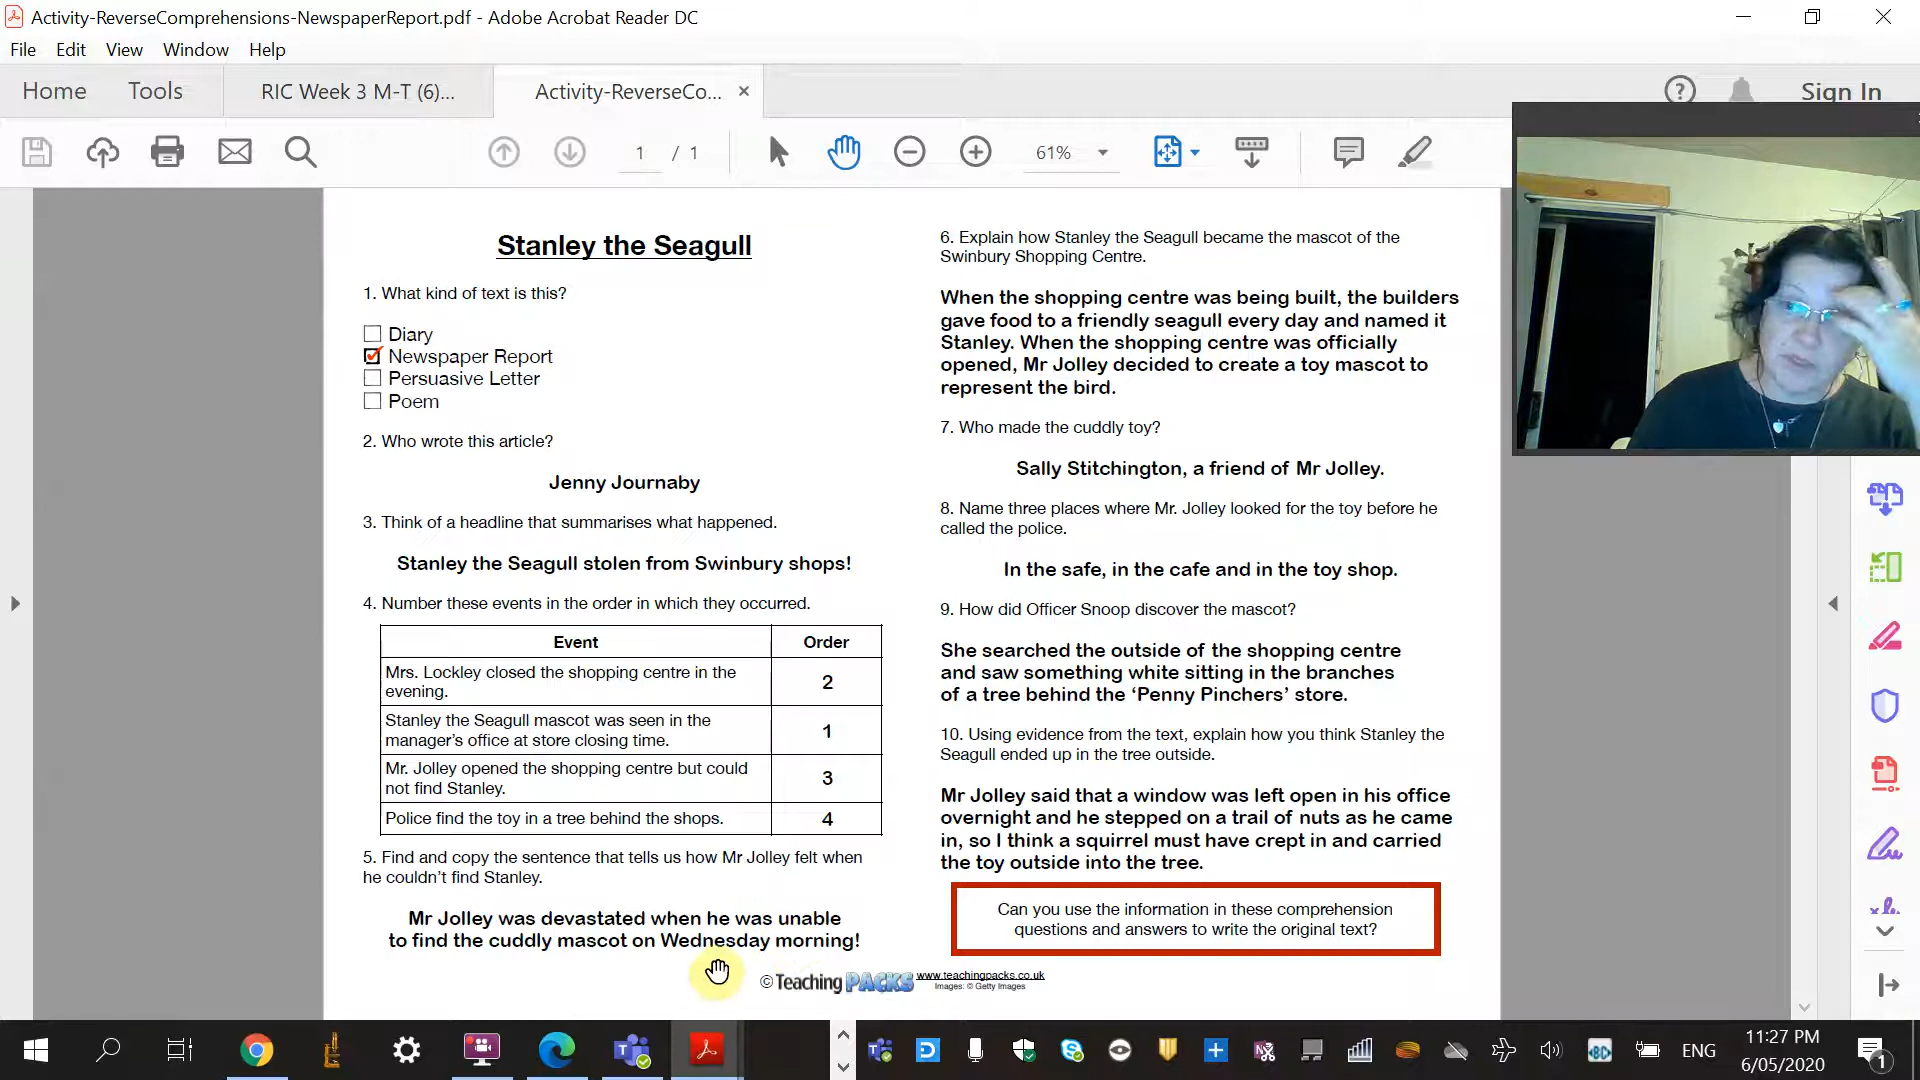 Activity-ReverseComprehensions-NewspaperReport.pdf - Adobe Acrobat Reader DC
File Edit View Window Help
Home Tools RIC Week 3 M-T (6)... Activity-ReverseCo... × Sign In
1 / 1 61%
Stanley the Seagull
1. What kind of text is this?
Diary
Newspaper Report
Persuasive Letter
Poem
2. Who wrote this article?
Jenny Journaby
3. Think of a headline that summarises what happened.
Stanley the Seagull stolen from Swinbury shops!
4. Number these events in the order in which they occurred.
Event Order
Mrs. Lockley closed the shopping centre in the
evening.
2
Stanley the Seagull mascot was seen in the
manager's office at store closing time.
1
Mr. Jolley opened the shopping centre but could
not find Stanley.
3
Police find the toy in a tree behind the shops. 4
5. Find and copy the sentence that tells us how Mr Jolley felt when
he couldn't find Stanley.
Mr Jolley was devastated when he was unable
to find the cuddly mascot on Wednesday morning!
6. Explain how Stanley the Seagull became the mascot of the
Swinbury Shopping Centre.
When the shopping centre was being built, the builders
gave food to a friendly seagull every day and named it
Stanley. When the shopping centre was officially
opened, Mr Jolley decided to create a toy mascot to
represent the bird.
7. Who made the cuddly toy?
Sally Stitchington, a friend of Mr Jolley.
8. Name three places where Mr. Jolley looked for the toy before he
called the police.
In the safe, in the cafe and in the toy shop.
9. How did Officer Snoop discover the mascot?
She searched the outside of the shopping centre
and saw something white sitting in the branches
of a tree behind the 'Penny Pinchers' store.
10. Using evidence from the text, explain how you think Stanley the
Seagull ended up in the tree outside.
Mr Jolley said that a window was left open in his office
overnight and he stepped on a trail of nuts as he came
in, so I think a squirrel must have crept in and carried
the toy outside into the tree.
Can you use the information in these comprehension
questions and answers to write the original text?
© Teaching PACKS www.teachingpacks.co.uk
Images: © Getty Images
ENG 11:27 PM
6/05/2020
1